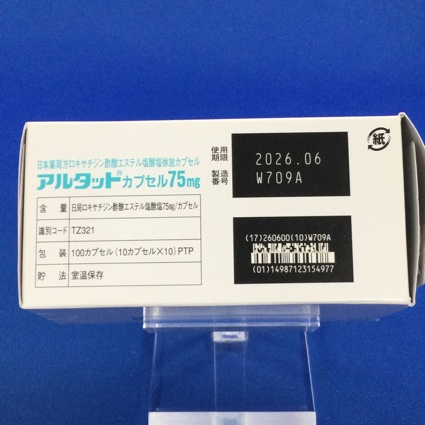 日本薬局方ロキサチジン酢酸エステル塩酸塩徐放カプセル
アルタット®カプセル75mg
含量 日局ロキサチジン酢酸エステル塩酸塩75mg/カプセル
識別コード TZ321
包装 100カプセル(10カプセル×10)PTP
貯法 室温保存
使用期限 2026.06
製造番号 W709A
(17)260600(10)W709A
(01)14987123154977
紙